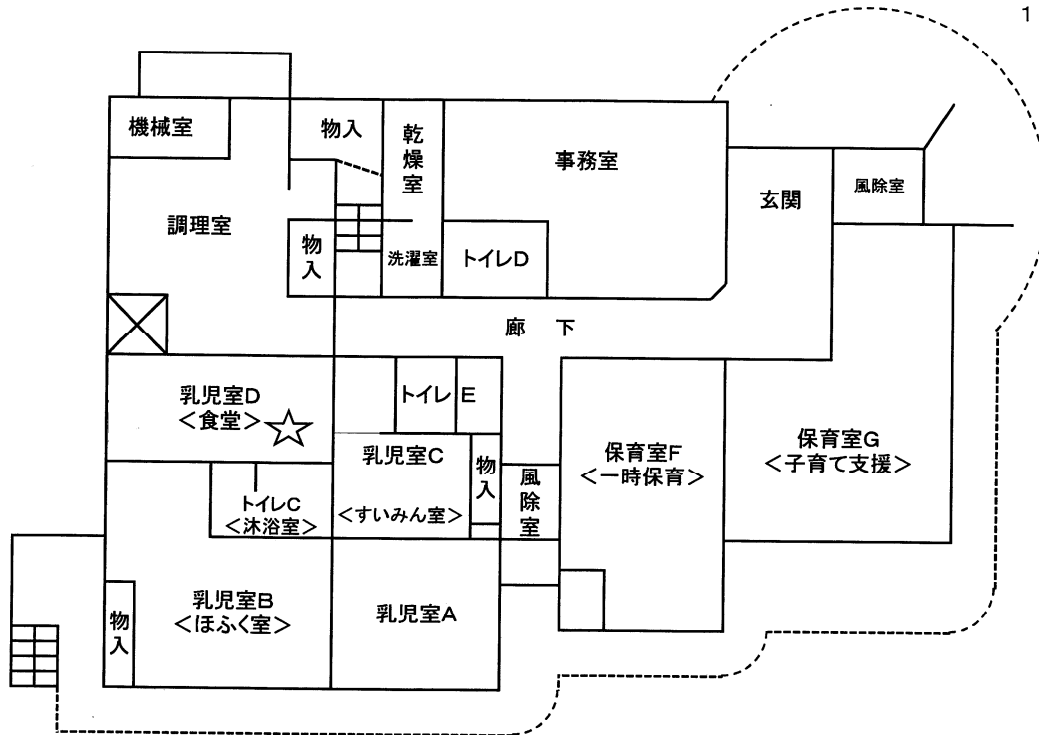 1
機械室
物入
乾燥室
事務室
玄関
風除室
調理室
物入
洗濯室
トイレD
廊 下
乳児室D
<食堂>
トイレ E
乳児室C
<すいみん室>
物入
風除室
保育室F
<一時保育>
保育室G
<子育て支援>
トイレC
<沐浴室>
乳児室B
<ほふく室>
物入
乳児室A